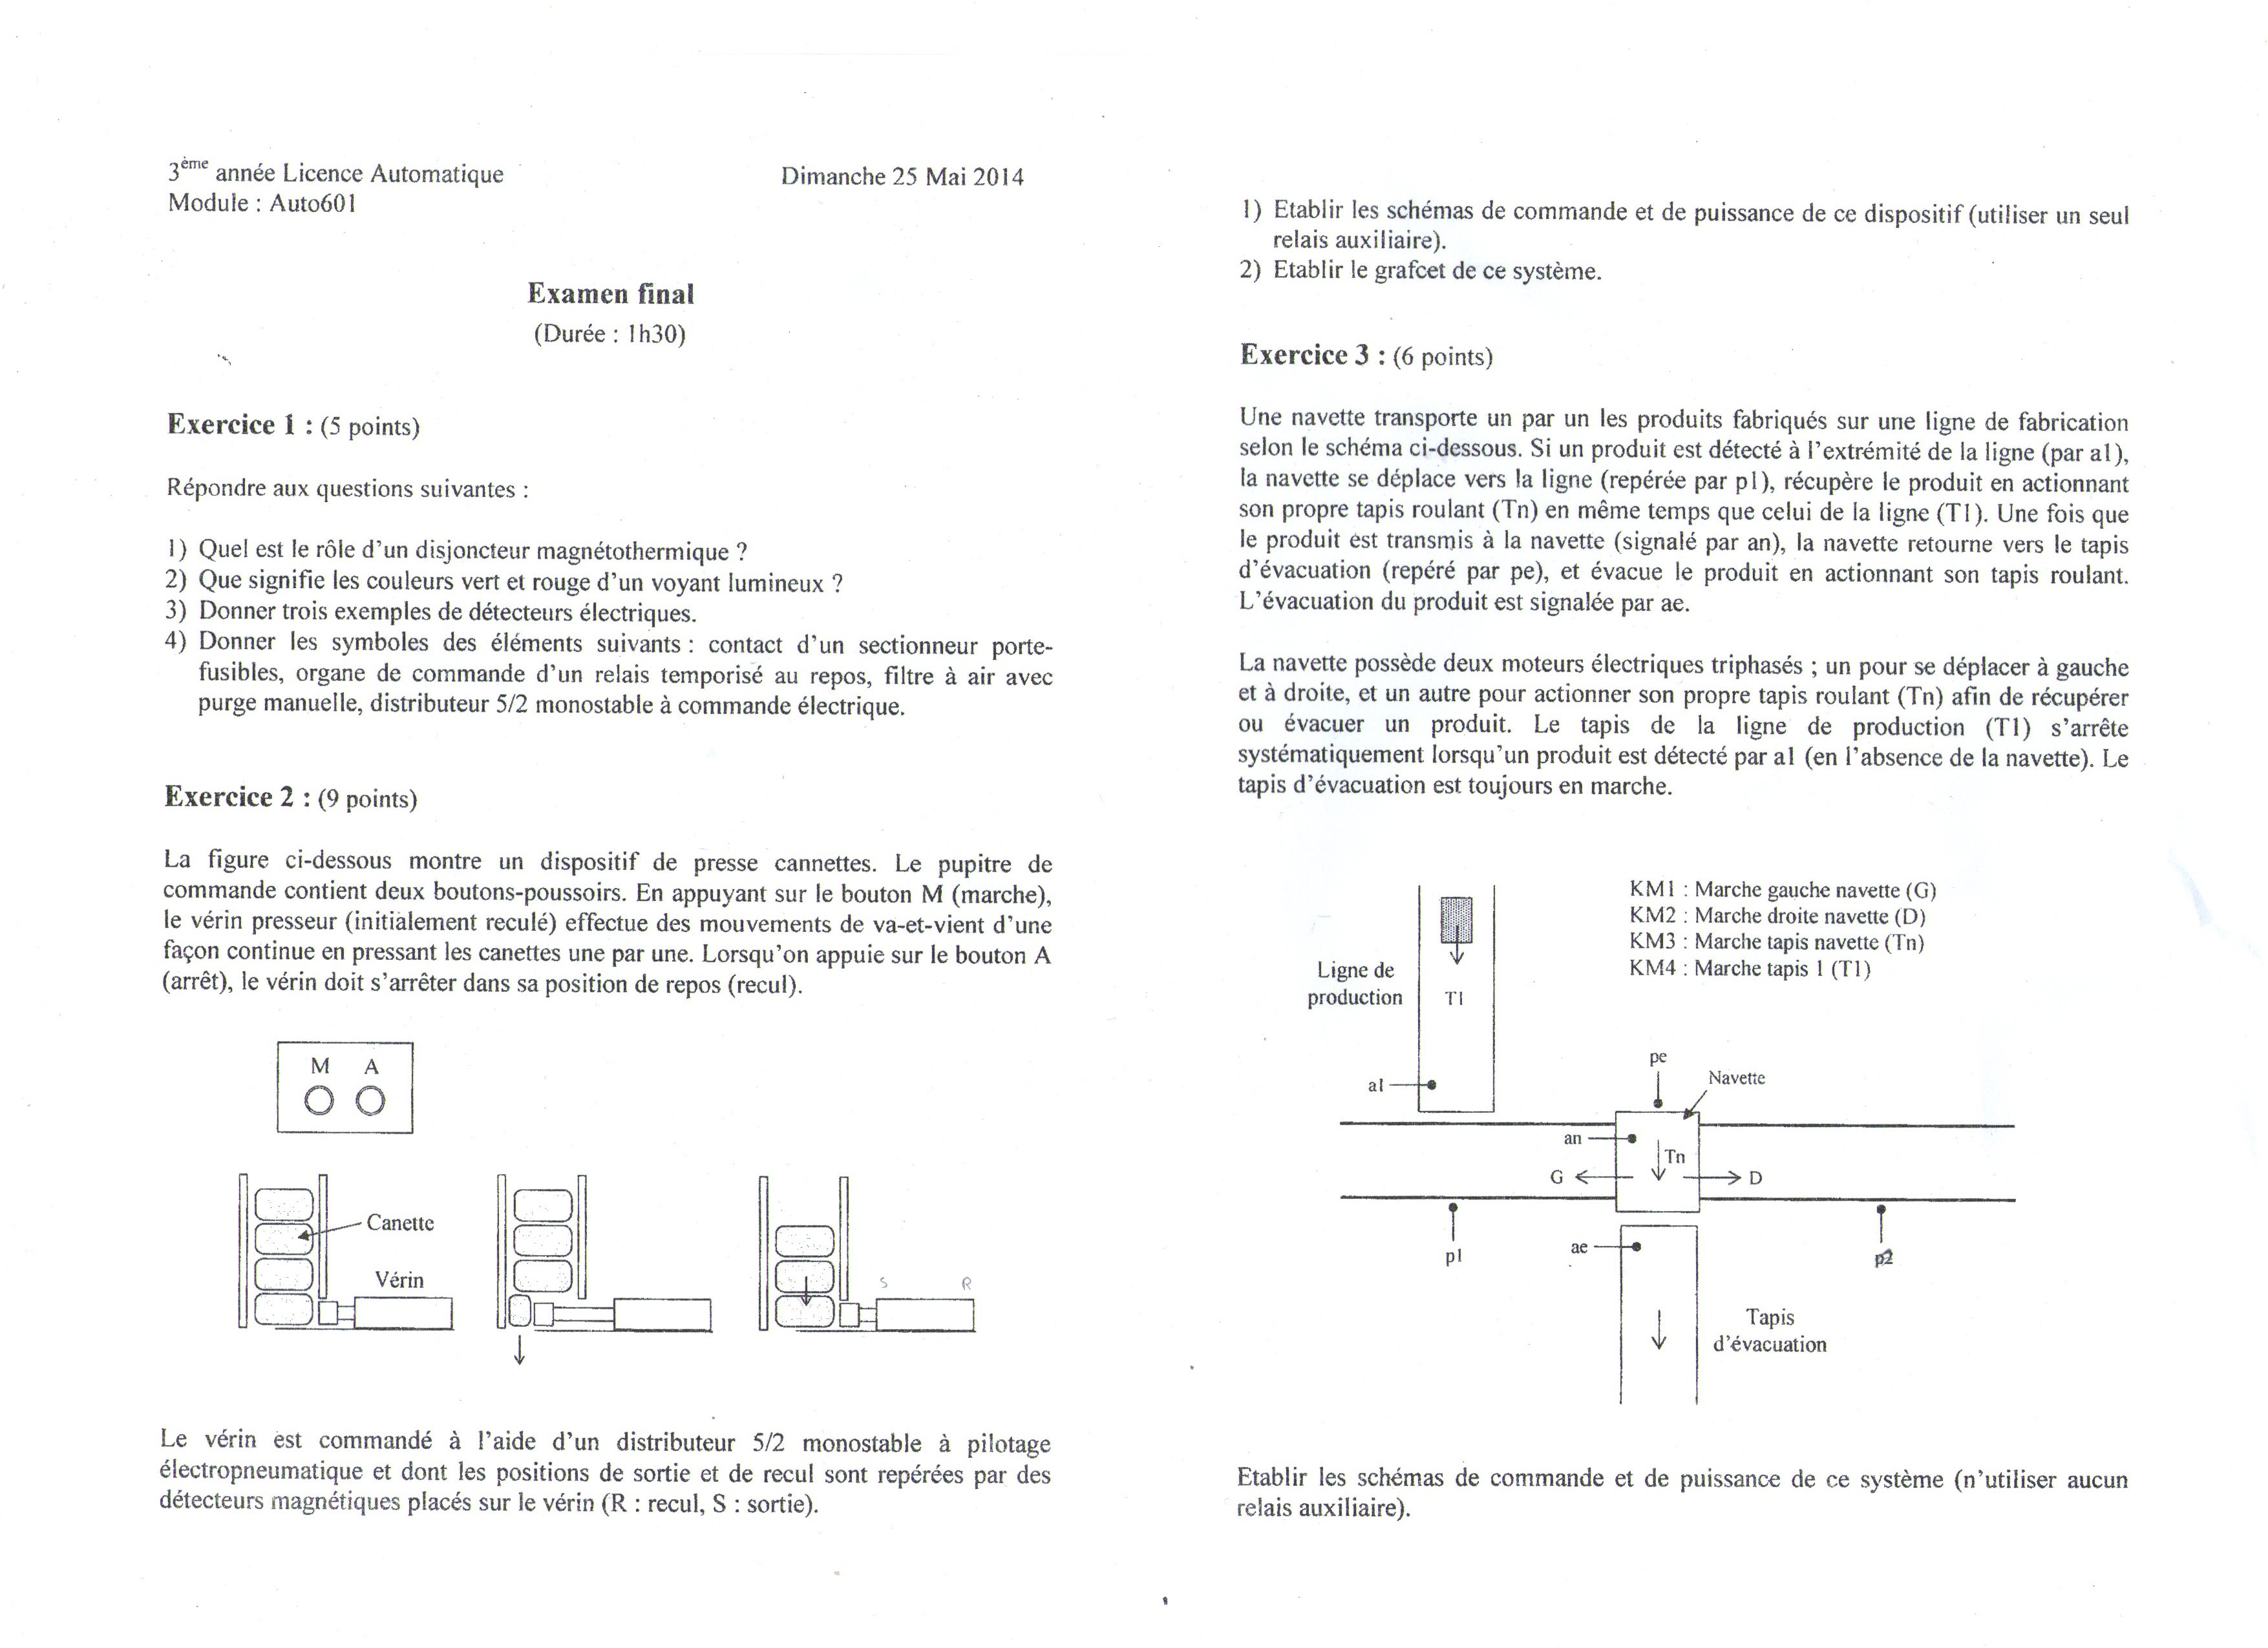 3ème année Licence Automatique
Dimanche 25 Mai 2014
Module : Auto601
Examen final
(Durée : 1h30)
Exercice 1 : (5 points)
Répondre aux questions suivantes :
1) Quel est le rôle d'un disjoncteur magnétothermique ?
2) Que signifie les couleurs vert et rouge d'un voyant lumineux ?
3) Donner trois exemples de détecteurs électriques.
4) Donner les symboles des éléments suivants : contact d'un sectionneur porte-
fusibles, organe de commande d'un relais temporisé au repos, filtre à air avec
purge manuelle, distributeur 5/2 monostable à commande électrique.
Exercice 2 : (9 points)
La figure ci-dessous montre un dispositif de presse cannettes. Le pupitre de
commande contient deux boutons-poussoirs. En appuyant sur le bouton M (marche),
le vérin presseur (initialement reculé) effectue des mouvements de va-et-vient d'une
façon continue en pressant les canettes une par une. Lorsqu'on appuie sur le bouton A
(arrêt), le vérin doit s'arrêter dans sa position de repos (recul).
M A
Canette
Vérin
S R
Le vérin est commandé à l'aide d'un distributeur 5/2 monostable à pilotage
électropneumatique et dont les positions de sortie et de recul sont repérées par des
détecteurs magnétiques placés sur le vérin (R : recul, S : sortie).
1) Etablir les schémas de commande et de puissance de ce dispositif (utiliser un seul
relais auxiliaire).
2) Etablir le grafcet de ce système.
Exercice 3 : (6 points)
Une navette transporte un par un les produits fabriqués sur une ligne de fabrication
selon le schéma ci-dessous. Si un produit est détecté à l'extrémité de la ligne (par a1),
la navette se déplace vers la ligne (repérée par p1), récupère le produit en actionnant
son propre tapis roulant (Tn) en même temps que celui de la ligne (T1). Une fois que
le produit est transmis à la navette (signalé par an), la navette retourne vers le tapis
d'évacuation (repéré par pe), et évacue le produit en actionnant son tapis roulant.
L'évacuation du produit est signalée par ae.
La navette possède deux moteurs électriques triphasés ; un pour se déplacer à gauche
et à droite, et un autre pour actionner son propre tapis roulant (Tn) afin de récupérer
ou évacuer un produit. Le tapis de la ligne de production (T1) s'arrête
systématiquement lorsqu'un produit est détecté par a1 (en l'absence de la navette). Le
tapis d'évacuation est toujours en marche.
KM1 : Marche gauche navette (G)
KM2 : Marche droite navette (D)
KM3 : Marche tapis navette (Tn)
KM4 : Marche tapis 1 (T1)
Ligne de
production
T1
a1
pe
Navette
an
Tn
G
D
p1
ae
p2
Tapis
d'évacuation
Etablir les schémas de commande et de puissance de ce système (n'utiliser aucun
relais auxiliaire).